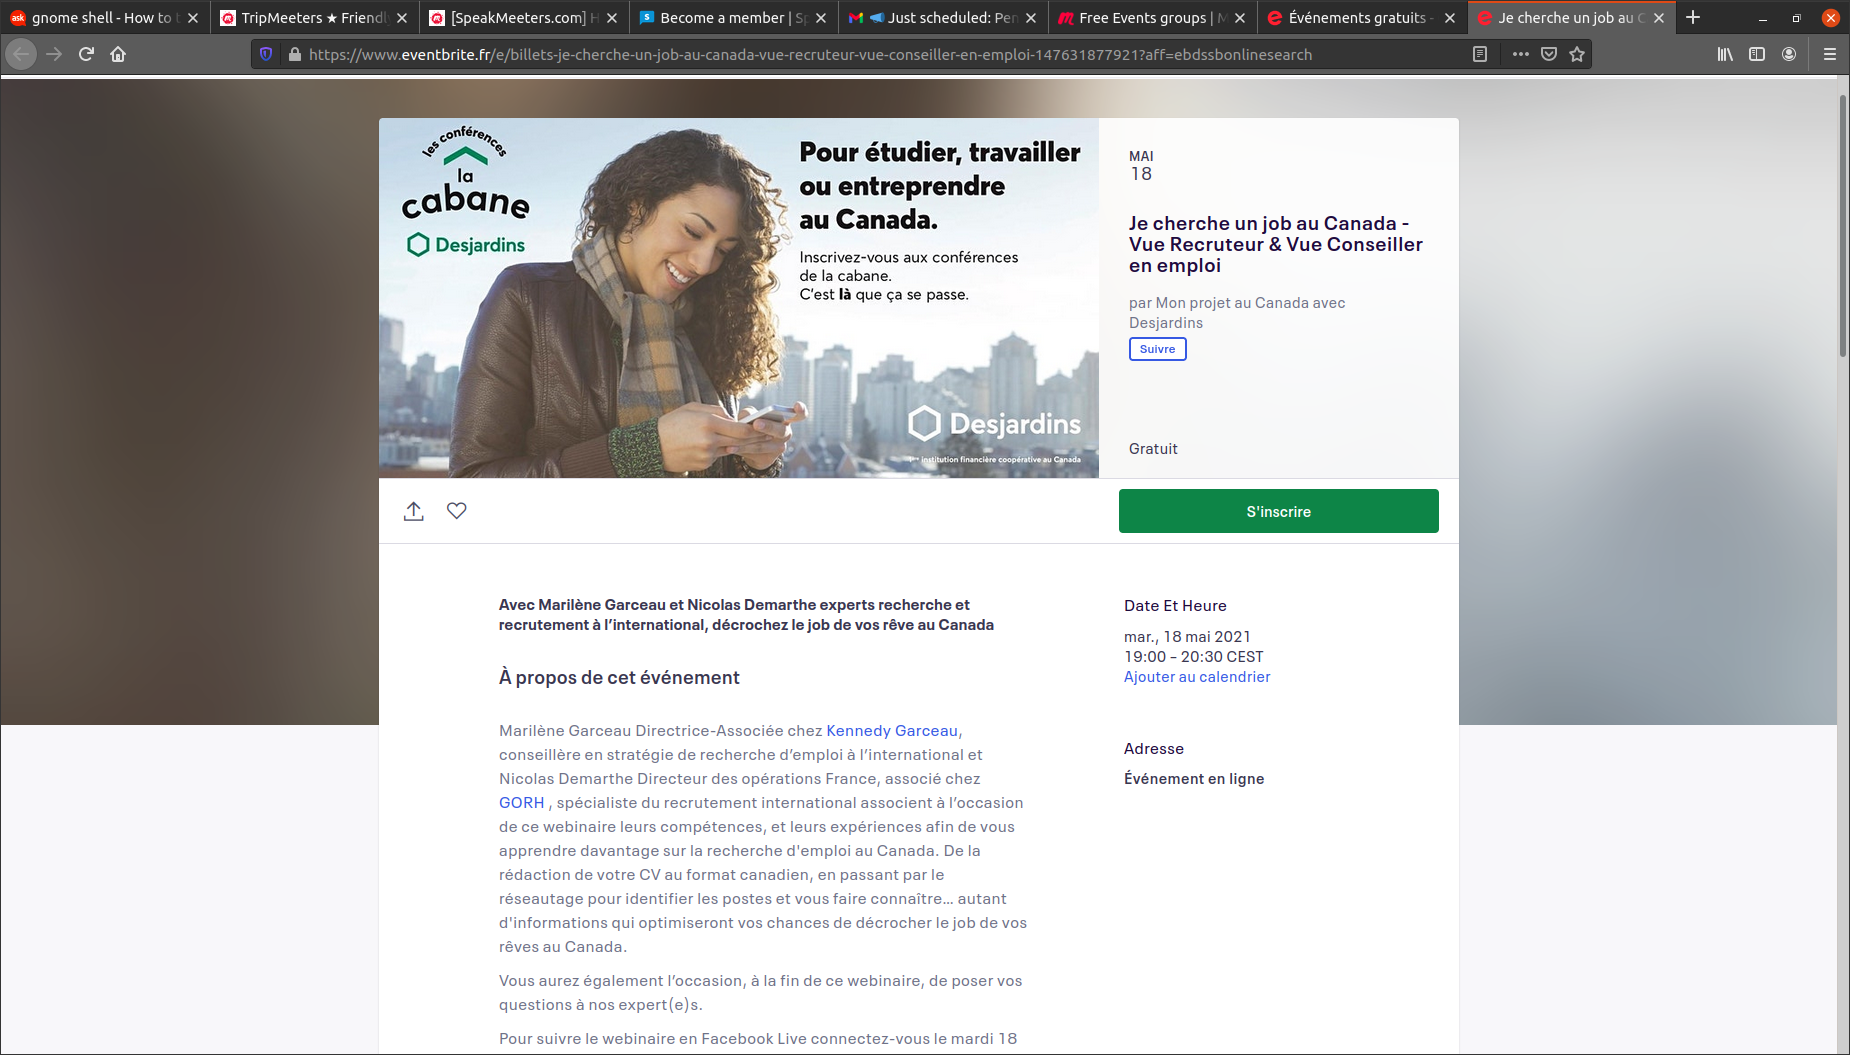 gnome shell - How to t
TripMeeters ★ Friendly
[SpeakMeeters.com] H
Become a member | Sp
Just scheduled: Pen
Free Events groups | M
Événements gratuits -
Je cherche un job au C
https://www.eventbrite.fr/e/billets-je-cherche-un-job-au-canada-vue-recruteur-vue-conseiller-en-emploi-147631877921?aff=ebdssbonlinesearch
les conférences
la
cabane
Desjardins
Pour étudier, travailler
ou entreprendre
au Canada.
Inscrivez-vous aux conférences
de la cabane.
C'est là que ça se passe.
Desjardins
institution financière coopérative au Canada
MAI
18
Je cherche un job au Canada -
Vue Recruteur & Vue Conseiller
en emploi
par Mon projet au Canada avec
Desjardins
Suivre
Gratuit
S'inscrire
Avec Marilène Garceau et Nicolas Demarthe experts recherche et
recrutement à l’international, décrochez le job de vos rêve au Canada
À propos de cet événement
Marilène Garceau Directrice-Associée chez Kennedy Garceau,
conseillère en stratégie de recherche d’emploi à l’international et
Nicolas Demarthe Directeur des opérations France, associé chez
GORH , spécialiste du recrutement international associent à l’occasion
de ce webinaire leurs compétences, et leurs expériences afin de vous
apprendre davantage sur la recherche d'emploi au Canada. De la
rédaction de votre CV au format canadien, en passant par le
réseautage pour identifier les postes et vous faire connaître… autant
d'informations qui optimiseront vos chances de décrocher le job de vos
rêves au Canada.
Vous aurez également l’occasion, à la fin de ce webinaire, de poser vos
questions à nos expert(e)s.
Pour suivre le webinaire en Facebook Live connectez-vous le mardi 18
Date Et Heure
mar., 18 mai 2021
19:00 – 20:30 CEST
Ajouter au calendrier
Adresse
Événement en ligne